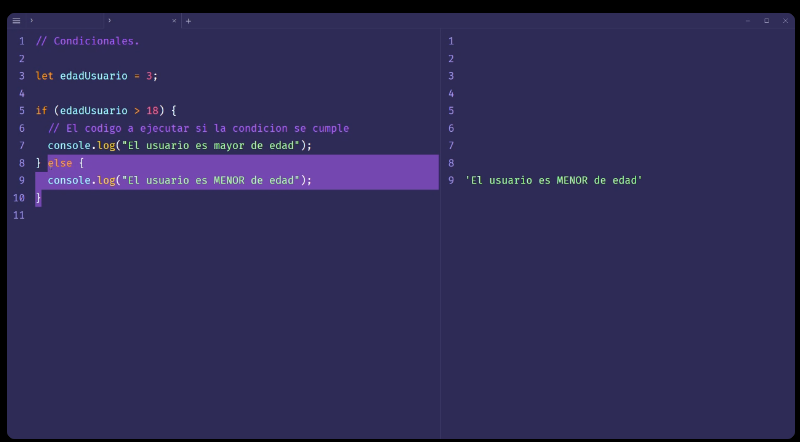 1 // Condicionales.
2
3 let edadUsuario = 3;
4
5 if (edadUsuario > 18) {
6 // El codigo a ejecutar si la condicion se cumple
7 console.log("El usuario es mayor de edad");
8 } else {
9 console.log("El usuario es MENOR de edad");
10 }
11
1
2
3
4
5
6
7
8
9 'El usuario es MENOR de edad'